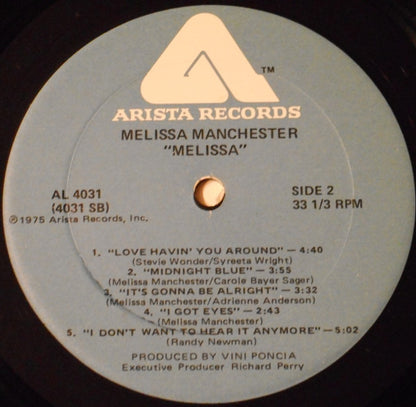 TM
ARISTA RECORDS
MELISSA MANCHESTER
"MELISSA"
AL 4031
(4031 SB)
℗1975 Arista Records, Inc.
SIDE 2
33 1/3 RPM
1. "LOVE HAVIN' YOU AROUND" — 4:40
(Stevie Wonder/Syreeta Wright)
2. "MIDNIGHT BLUE" — 3:55
(Melissa Manchester/Carole Bayer Sager)
3. "IT'S GONNA BE ALRIGHT" — 3:32
(Melissa Manchester/Adrienne Anderson)
4. "I GOT EYES" — 2:43
(Melissa Manchester)
5. "I DON'T WANT TO HEAR IT ANYMORE" — 5:02
(Randy Newman)
PRODUCED BY VINI PONCIA
Executive Producer Richard Perry